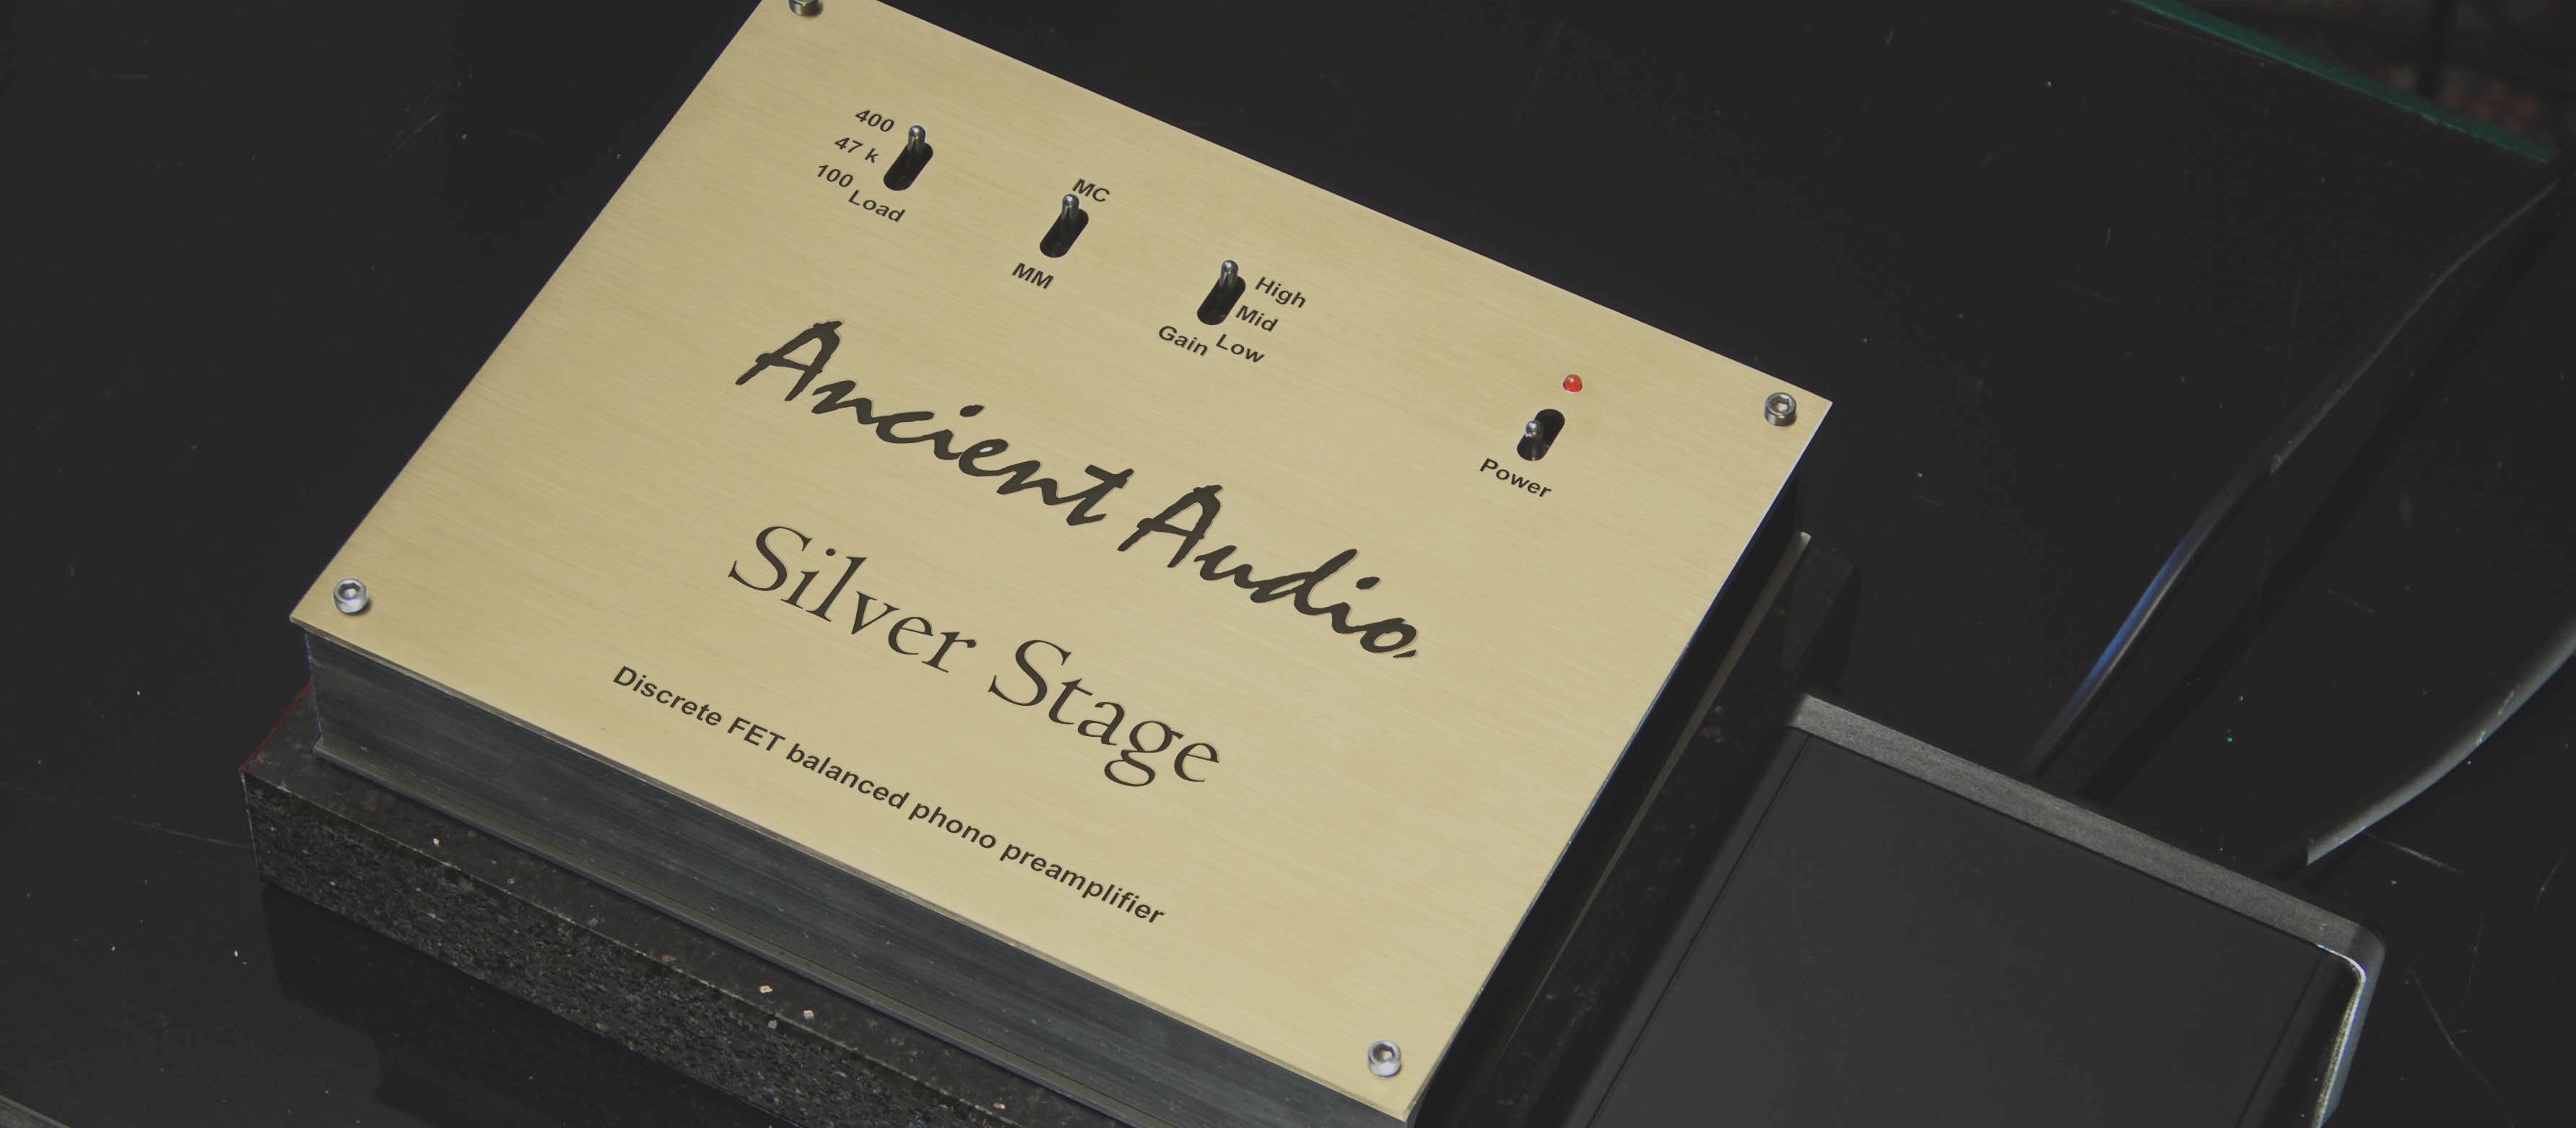 400
47 k
100
Load
MC
MM
High
Mid
Low
Gain
Power
Ancient Audio
Silver Stage
Discrete FET balanced phono preamplifier